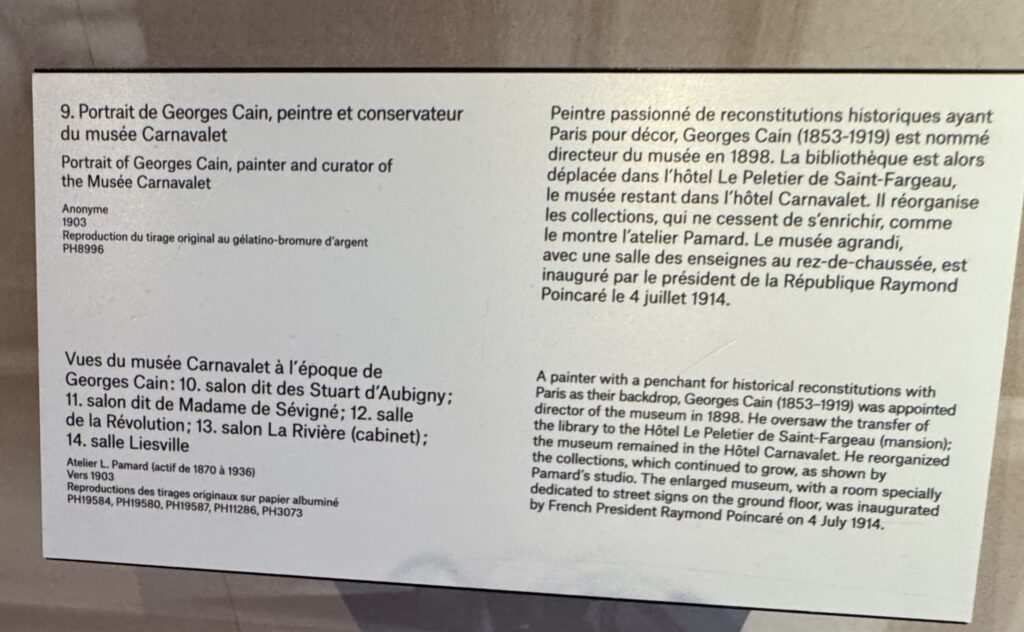 9. Portrait de Georges Cain, peintre et conservateur
du musée Carnavalet
Portrait of Georges Cain, painter and curator of
the Musée Carnavalet
Anonyme
1903
Reproduction du tirage original au gélatino-bromure d'argent
PH8996
Vues du musée Carnavalet à l'époque de
Georges Cain : 10. salon dit des Stuart d'Aubigny ;
11. salon dit de Madame de Sévigné ; 12. salle
de la Révolution ; 13. salon La Rivière (cabinet) ;
14. salle Liesville
Atelier L. Pamard (actif de 1870 à 1936)
Vers 1903
Reproductions des tirages originaux sur papier albuminé
PH19584, PH19580, PH19587, PH11286, PH3073
Peintre passionné de reconstitutions historiques ayant
Paris pour décor, Georges Cain (1853-1919) est nommé
directeur du musée en 1898. La bibliothèque est alors
déplacée dans l'hôtel Le Peletier de Saint-Fargeau,
le musée restant dans l'hôtel Carnavalet. Il réorganise
les collections, qui ne cessent de s'enrichir, comme
le montre l'atelier Pamard. Le musée agrandi,
avec une salle des enseignes au rez-de-chaussée, est
inauguré par le président de la République Raymond
Poincaré le 4 juillet 1914.
A painter with a penchant for historical reconstitutions with
Paris as their backdrop, Georges Cain (1853–1919) was appointed
director of the museum in 1898. He oversaw the transfer of
the library to the Hôtel Le Peletier de Saint-Fargeau (mansion);
the museum remained in the Hôtel Carnavalet. He reorganized
the collections, which continued to grow, as shown by
Pamard's studio. The enlarged museum, with a room specially
dedicated to street signs on the ground floor, was inaugurated
by French President Raymond Poincaré on 4 July 1914.